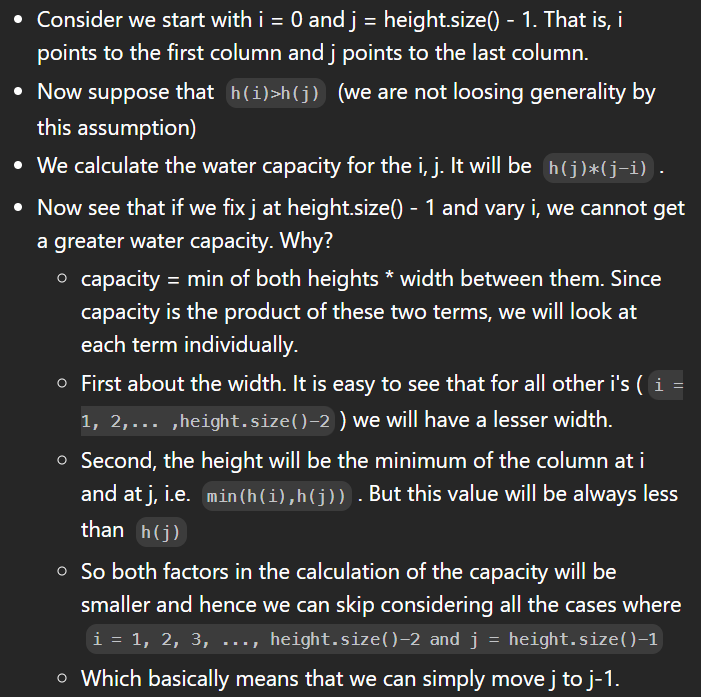 • Consider we start with i = 0 and j = height.size() - 1. That is, i
points to the first column and j points to the last column.
• Now suppose that h(i)>h(j) (we are not loosing generality by
this assumption)
• We calculate the water capacity for the i, j. It will be h(j)*(j-i) .
• Now see that if we fix j at height.size() - 1 and vary i, we cannot get
a greater water capacity. Why?
○ capacity = min of both heights * width between them. Since
capacity is the product of these two terms, we will look at
each term individually.
○ First about the width. It is easy to see that for all other i's ( i =
1, 2,... ,height.size()-2 ) we will have a lesser width.
○ Second, the height will be the minimum of the column at i
and at j, i.e. min(h(i),h(j)) . But this value will be always less
than h(j)
○ So both factors in the calculation of the capacity will be
smaller and hence we can skip considering all the cases where
i = 1, 2, 3, ..., height.size()-2 and j = height.size()-1
○ Which basically means that we can simply move j to j-1.